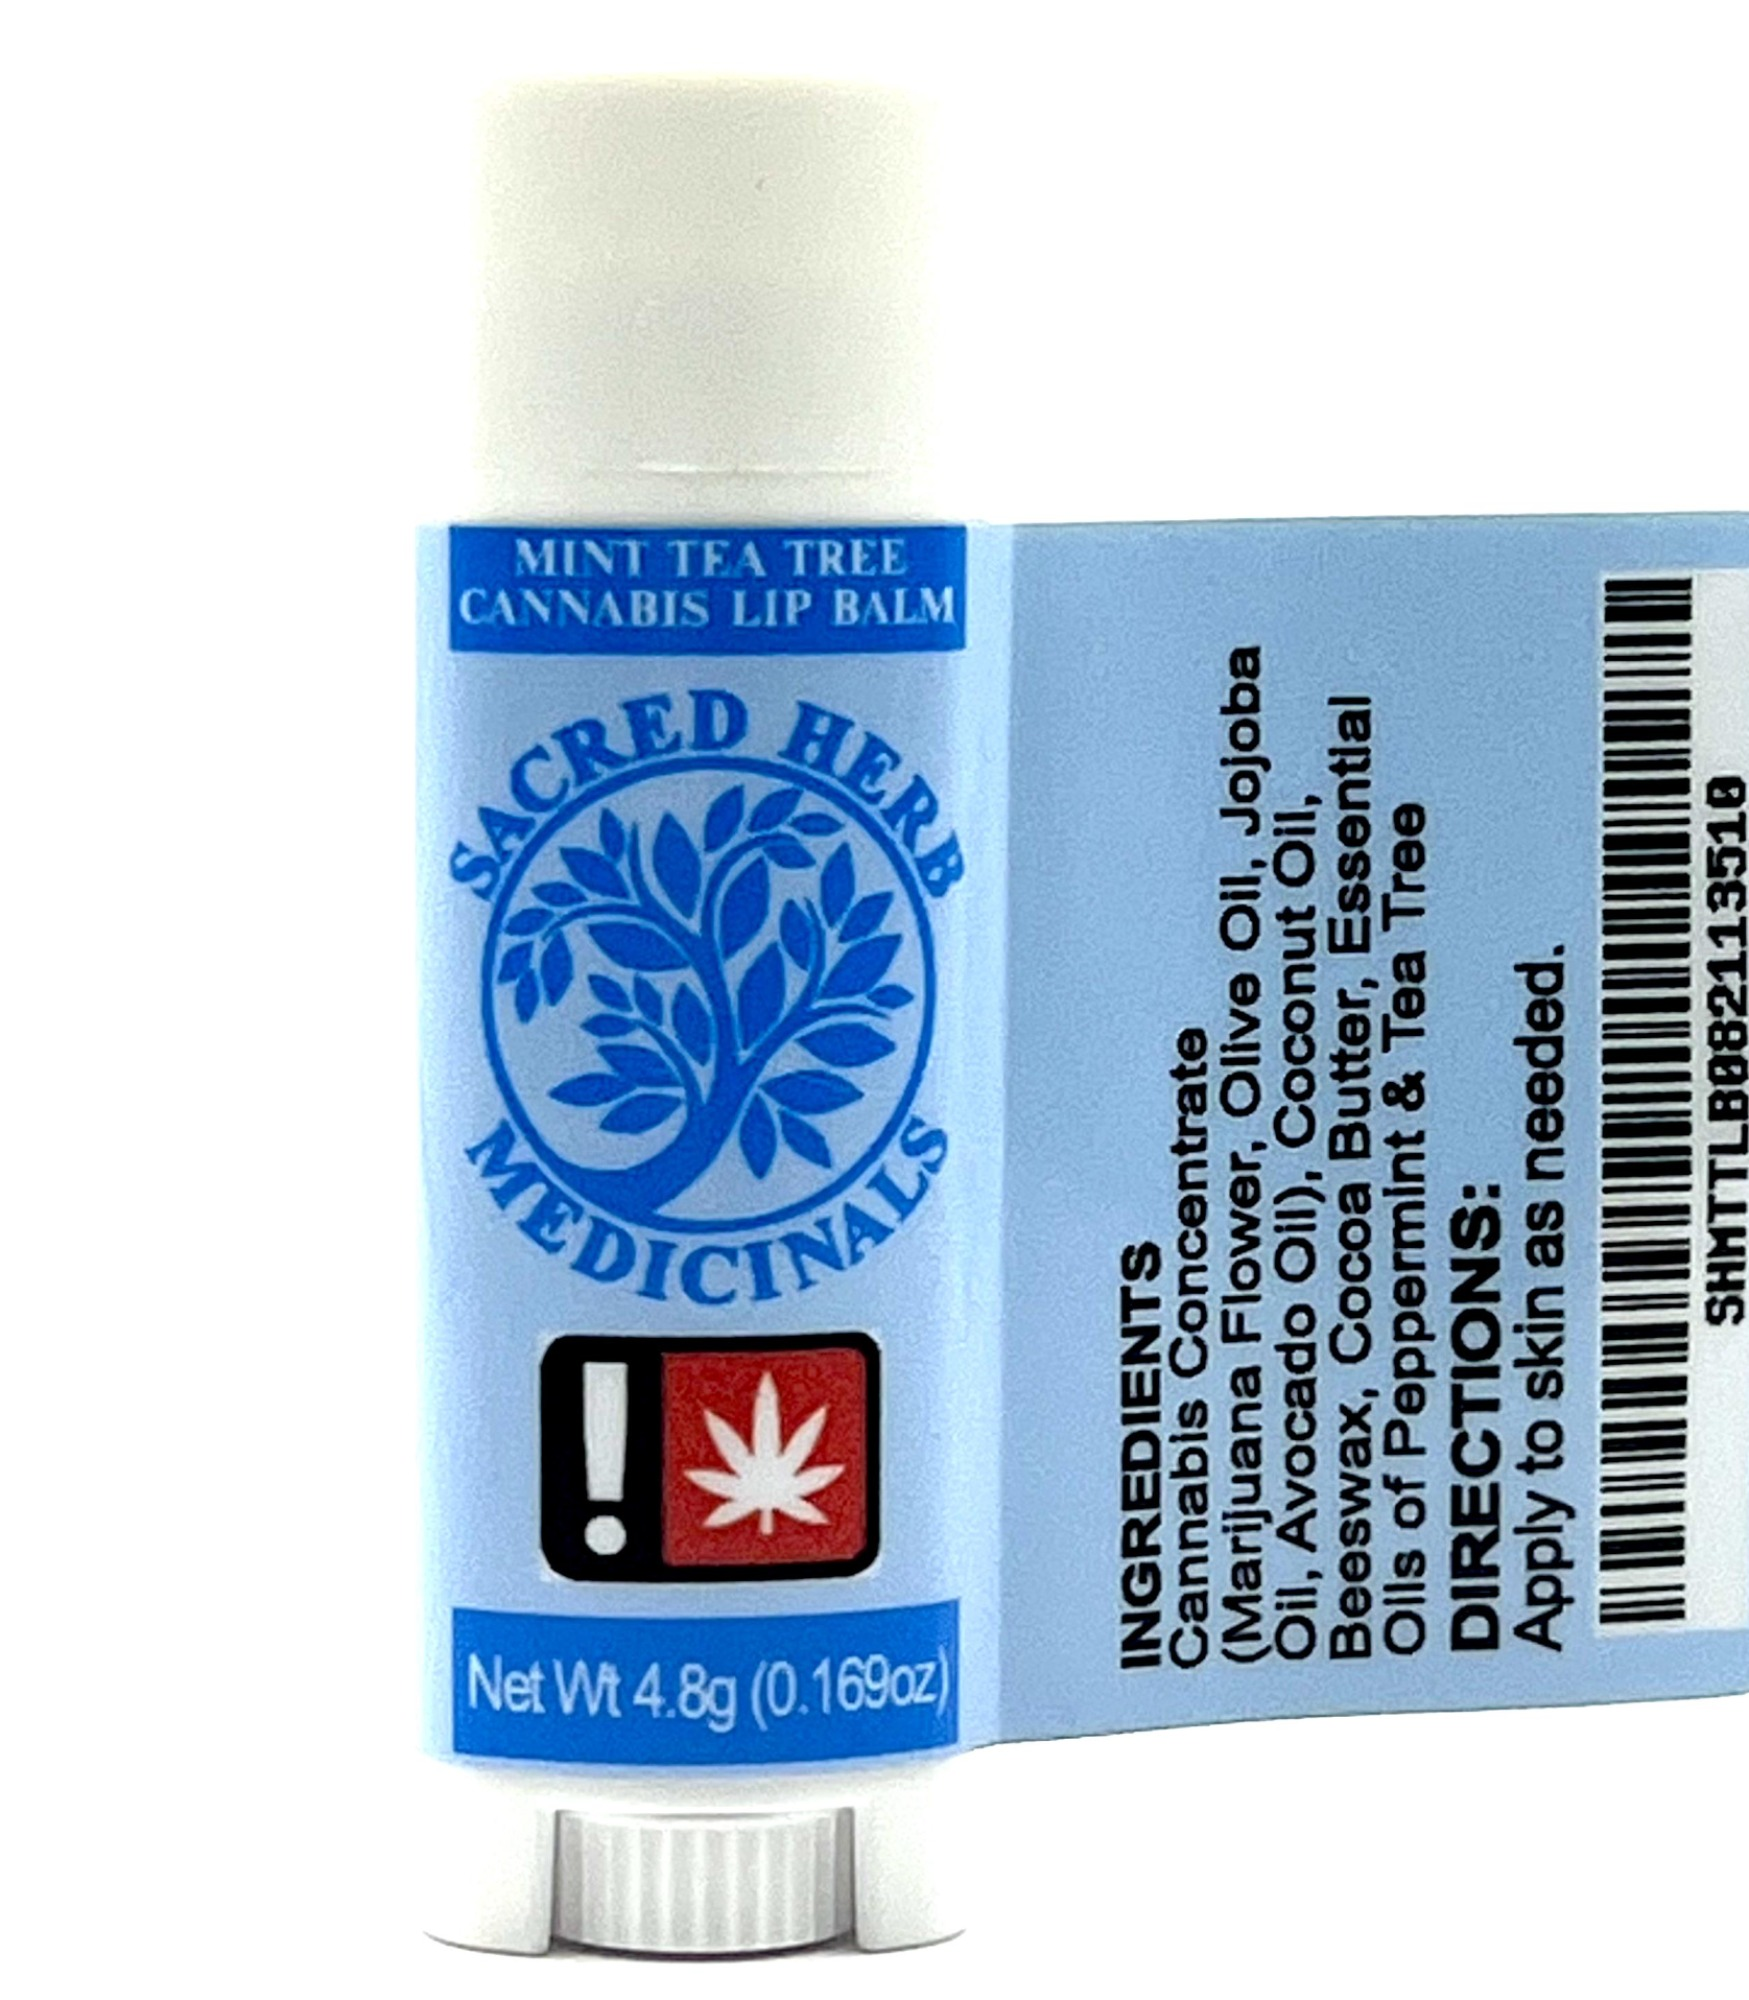 MINT TEA TREE
CANNABIS LIP BALM
SACRED HERB
MEDICINALS
!
Net Wt 4.8g (0.169oz)
INGREDIENTS
Cannabis Concentrate
(Marijuana Flower, Olive Oil, Jojoba
Oil, Avocado Oil), Coconut Oil,
Beeswax, Cocoa Butter, Essential
Oils of Peppermint & Tea Tree
DIRECTIONS:
Apply to skin as needed.
SHMTTLB082113510